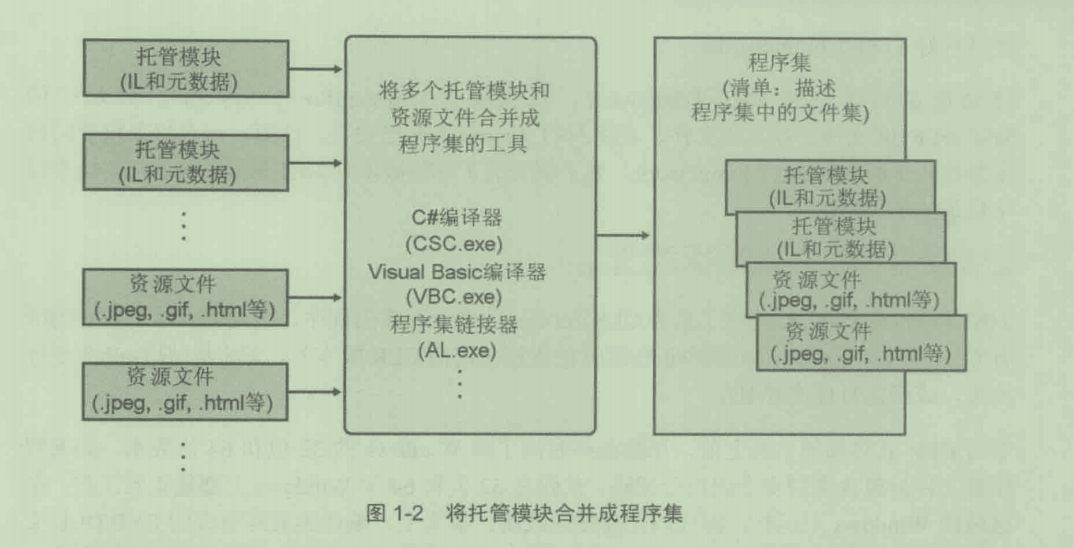 托管模块
(IL和元数据)
托管模块
(IL和元数据)
⋮
资源文件
(.jpeg, .gif, .html等)
资源文件
(.jpeg, .gif, .html等)
⋮
将多个托管模块和
资源文件合并成
程序集的工具
C#编译器
(CSC.exe)
Visual Basic编译器
(VBC.exe)
程序集链接器
(AL.exe)
⋮
程序集
(清单：描述
程序集中的文件集)
托管模块
(IL和元数据)
托管模块
(IL和元数据)
资源文件
(.jpeg, .gif, .html等)
资源文件
(.jpeg, .gif, .html等)
图 1-2 将托管模块合并成程序集